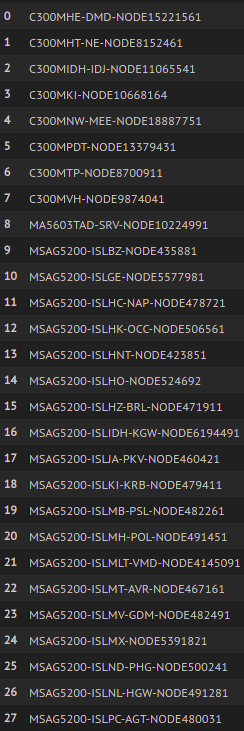 0 C300MHE-DMD-NODE15221561
1 C300MHT-NE-NODE8152461
2 C300MIDH-IDJ-NODE11065541
3 C300MKI-NODE10668164
4 C300MNW-MEE-NODE18887751
5 C300MPDT-NODE13379431
6 C300MTP-NODE8700911
7 C300MVH-NODE9874041
8 MA5603TAD-SRV-NODE10224991
9 MSAG5200-ISLBZ-NODE435881
10 MSAG5200-ISLGE-NODE5577981
11 MSAG5200-ISLHC-NAP-NODE478721
12 MSAG5200-ISLHK-OCC-NODE506561
13 MSAG5200-ISLHNT-NODE423851
14 MSAG5200-ISLHO-NODE524692
15 MSAG5200-ISLHZ-BRL-NODE471911
16 MSAG5200-ISLIDH-KGW-NODE6194491
17 MSAG5200-ISLJA-PKV-NODE460421
18 MSAG5200-ISLKI-KRB-NODE479411
19 MSAG5200-ISLMB-PSL-NODE482261
20 MSAG5200-ISLMH-POL-NODE491451
21 MSAG5200-ISLMLT-VMD-NODE4145091
22 MSAG5200-ISLMT-AVR-NODE467161
23 MSAG5200-ISLMV-GDM-NODE482491
24 MSAG5200-ISLMX-NODE5391821
25 MSAG5200-ISLND-PHG-NODE500241
26 MSAG5200-ISLNL-HGW-NODE491281
27 MSAG5200-ISLPC-AGT-NODE480031